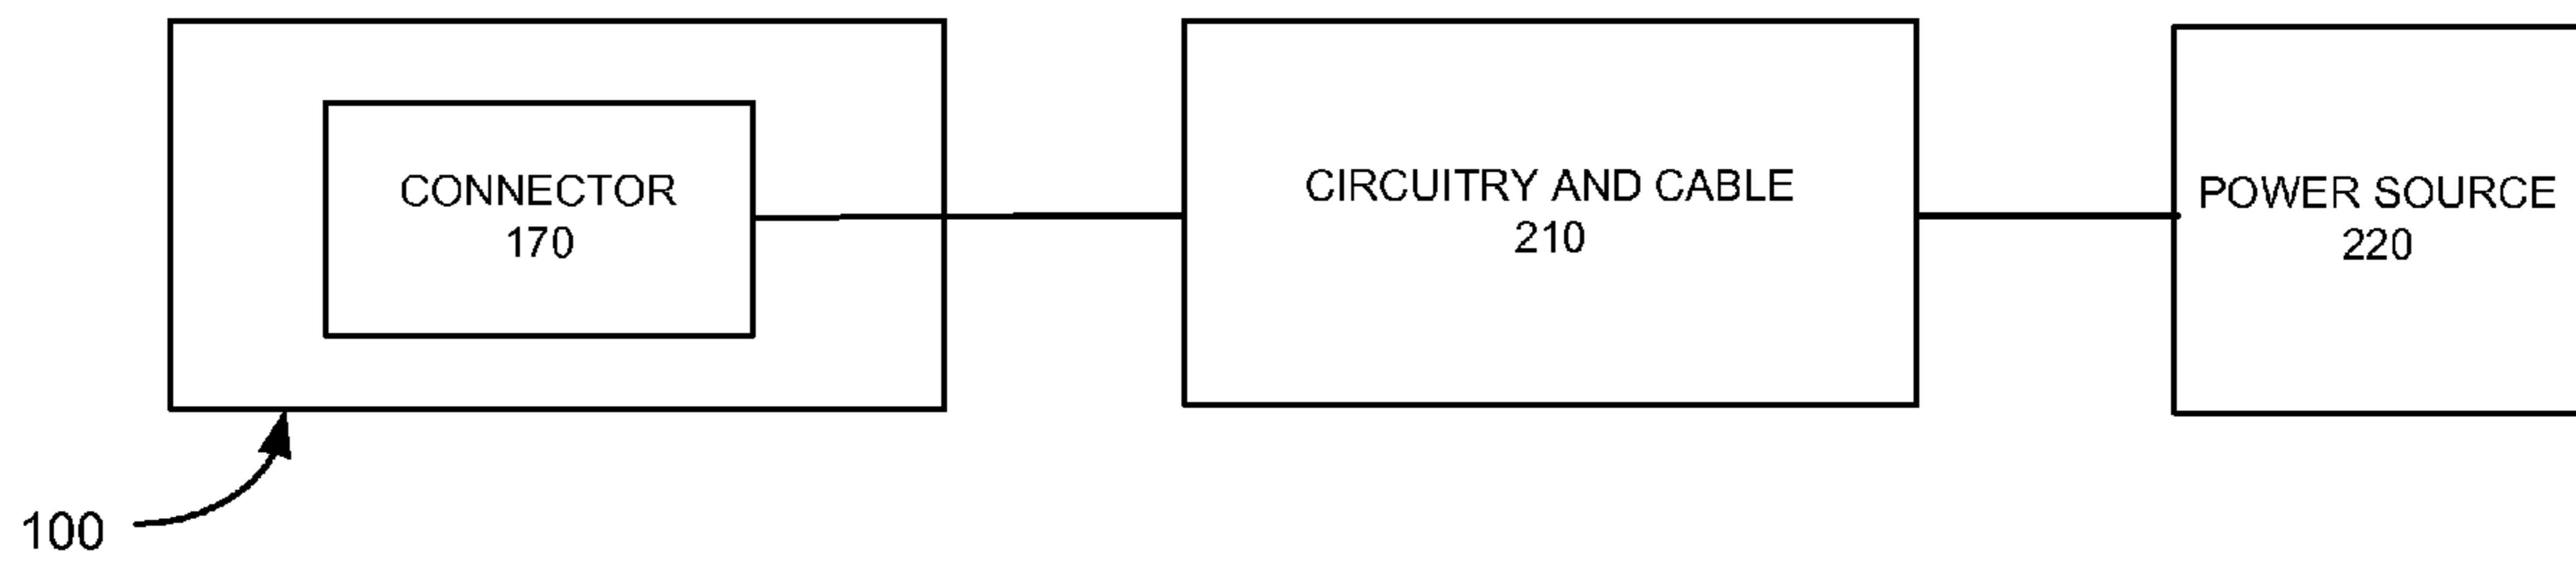 CONNECTOR
170
CIRCUITRY AND CABLE
210
POWER SOURCE
220
100